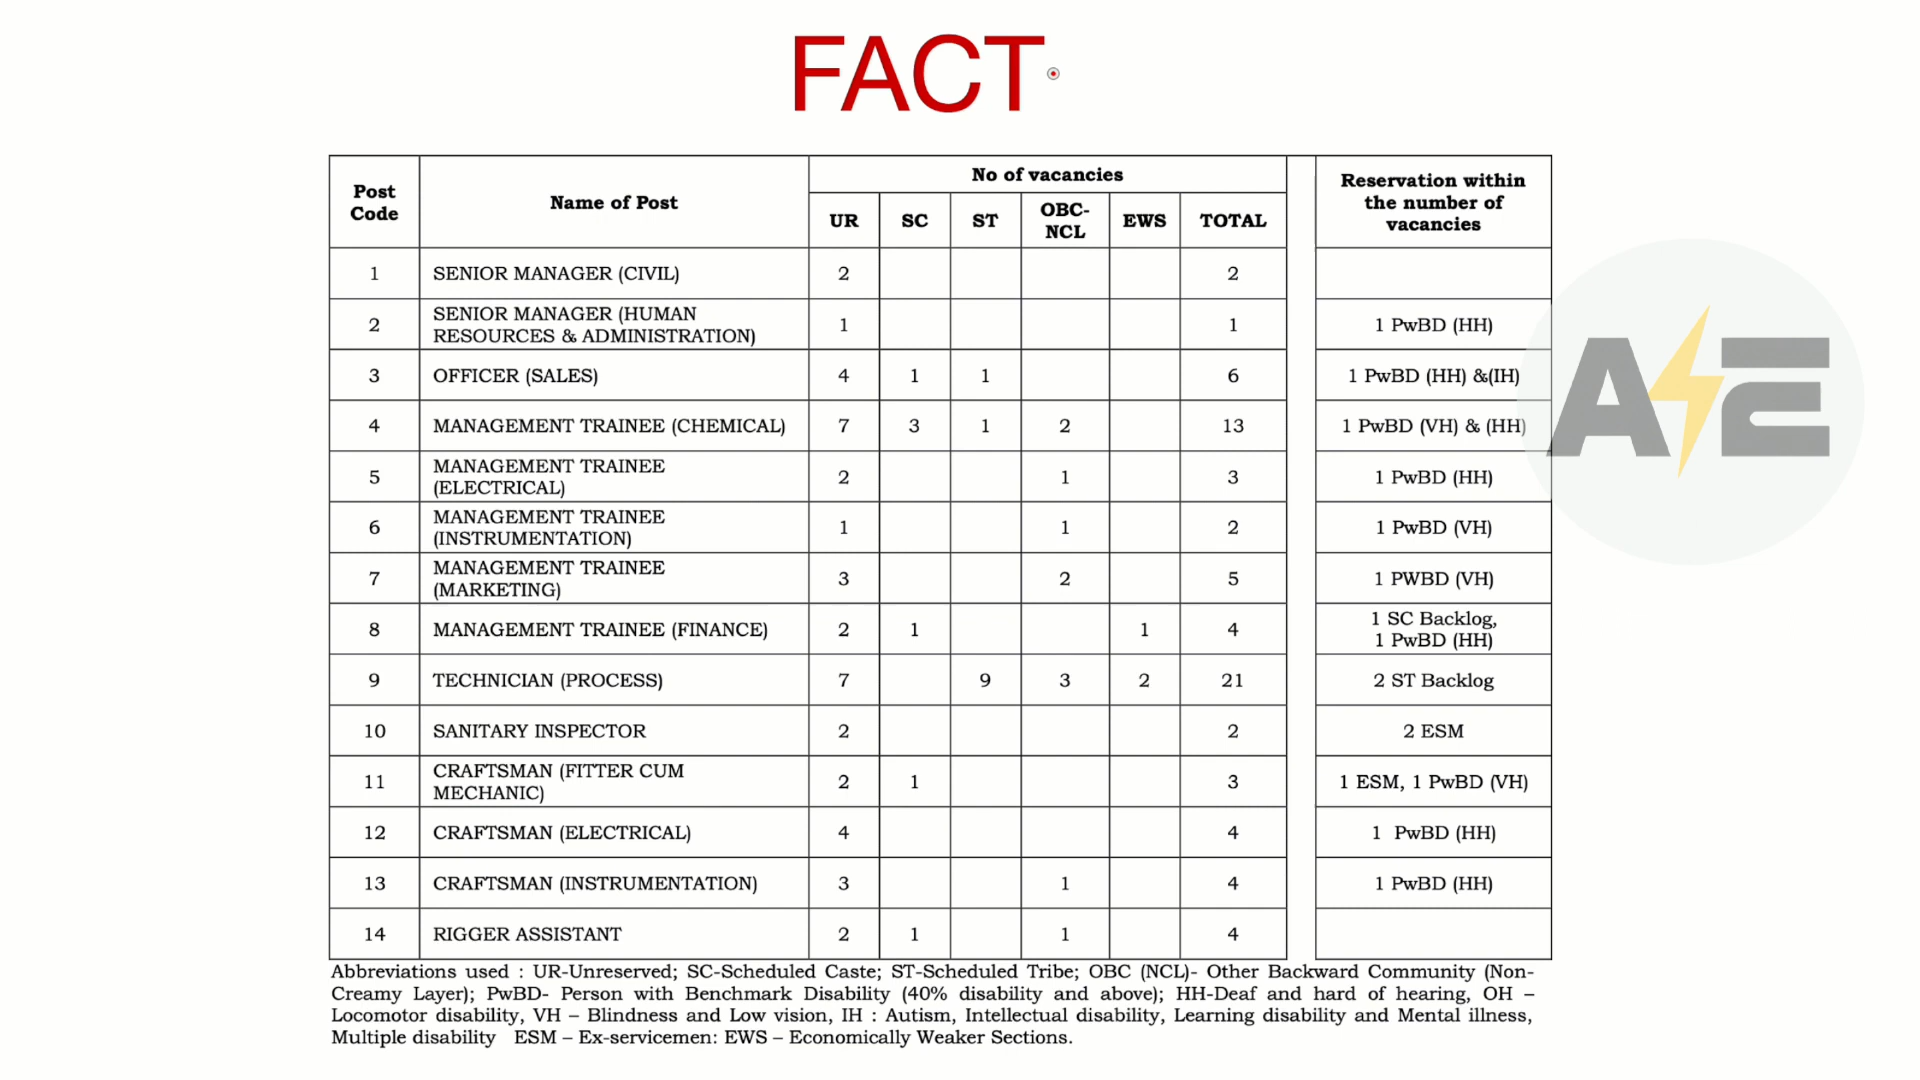 FACT
Post Code Name of Post No of vacancies Reservation within the number of vacancies
UR SC ST OBC-NCL EWS TOTAL
1 SENIOR MANAGER (CIVIL) 2 2
2 SENIOR MANAGER (HUMAN RESOURCES & ADMINISTRATION) 1 1 1 PwBD (HH)
3 OFFICER (SALES) 4 1 1 6 1 PwBD (HH) &(IH)
4 MANAGEMENT TRAINEE (CHEMICAL) 7 3 1 2 13 1 PwBD (VH) & (HH)
5 MANAGEMENT TRAINEE (ELECTRICAL) 2 1 3 1 PwBD (HH)
6 MANAGEMENT TRAINEE (INSTRUMENTATION) 1 1 2 1 PwBD (VH)
7 MANAGEMENT TRAINEE (MARKETING) 3 2 5 1 PWBD (VH)
8 MANAGEMENT TRAINEE (FINANCE) 2 1 1 4 1 SC Backlog, 1 PwBD (HH)
9 TECHNICIAN (PROCESS) 7 9 3 2 21 2 ST Backlog
10 SANITARY INSPECTOR 2 2 2 ESM
11 CRAFTSMAN (FITTER CUM MECHANIC) 2 1 3 1 ESM, 1 PwBD (VH)
12 CRAFTSMAN (ELECTRICAL) 4 4 1 PwBD (HH)
13 CRAFTSMAN (INSTRUMENTATION) 3 1 4 1 PwBD (HH)
14 RIGGER ASSISTANT 2 1 1 4
Abbreviations used : UR-Unreserved; SC-Scheduled Caste; ST-Scheduled Tribe; OBC (NCL)- Other Backward Community (Non-
Creamy Layer); PwBD- Person with Benchmark Disability (40% disability and above); HH-Deaf and hard of hearing, OH –
Locomotor disability, VH – Blindness and Low vision, IH : Autism, Intellectual disability, Learning disability and Mental illness,
Multiple disability ESM – Ex-servicemen: EWS – Economically Weaker Sections.
AE